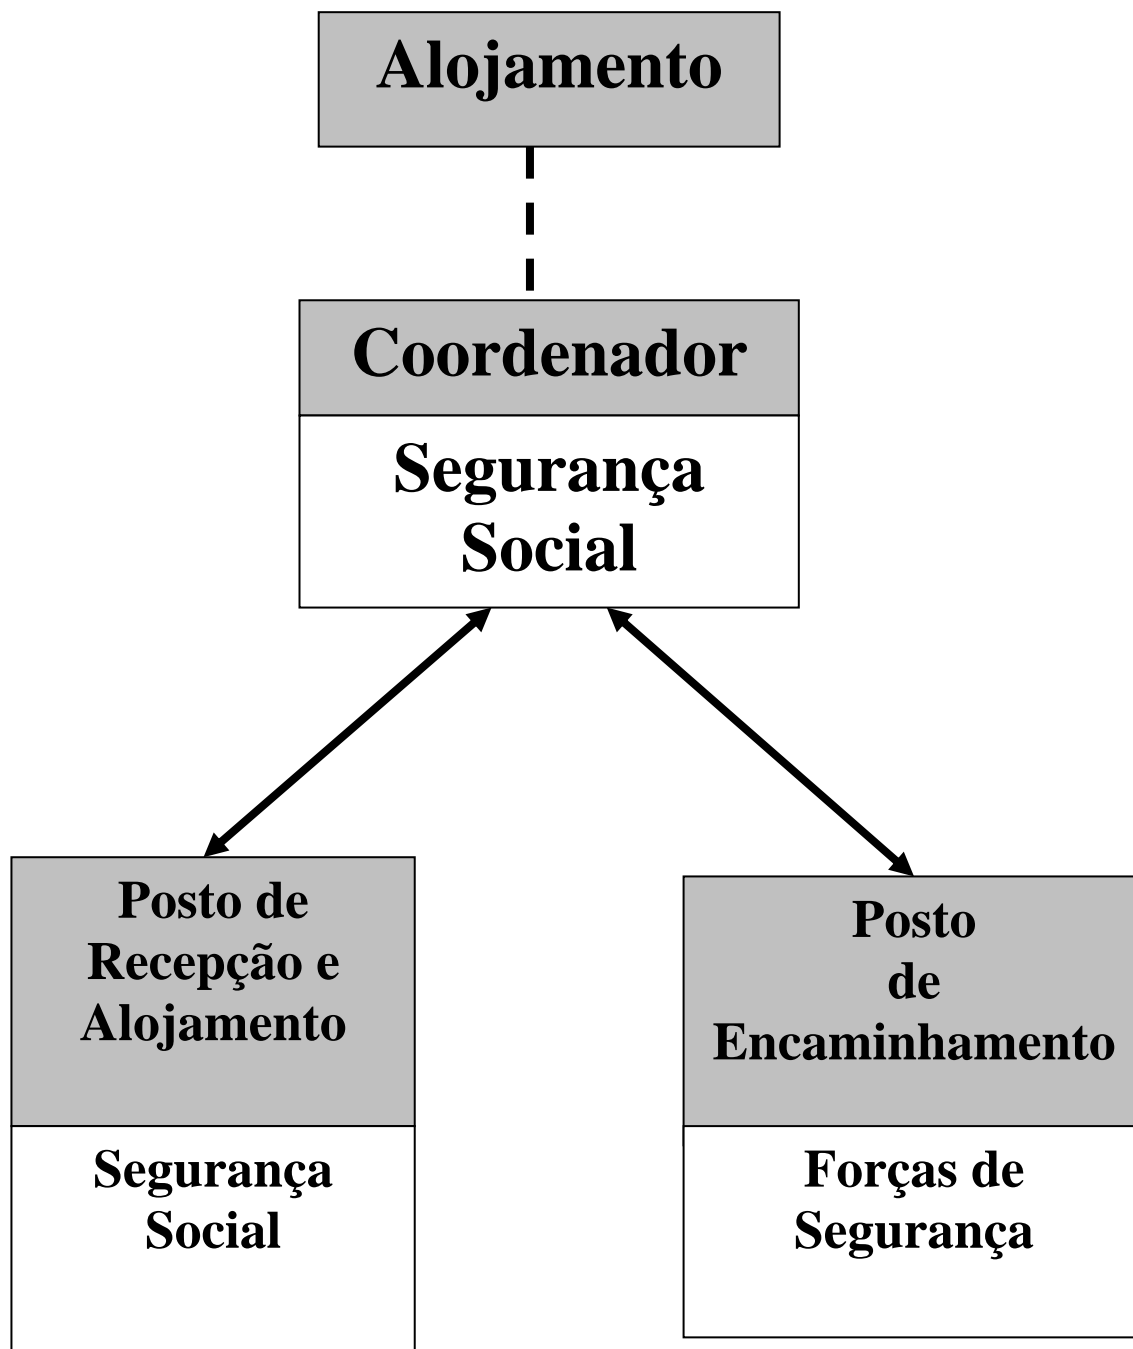 Alojamento
Coordenador
Segurança
Social
Posto de
Recepção e
Alojamento
Segurança
Social
Posto
de
Encaminhamento
Forças de
Segurança